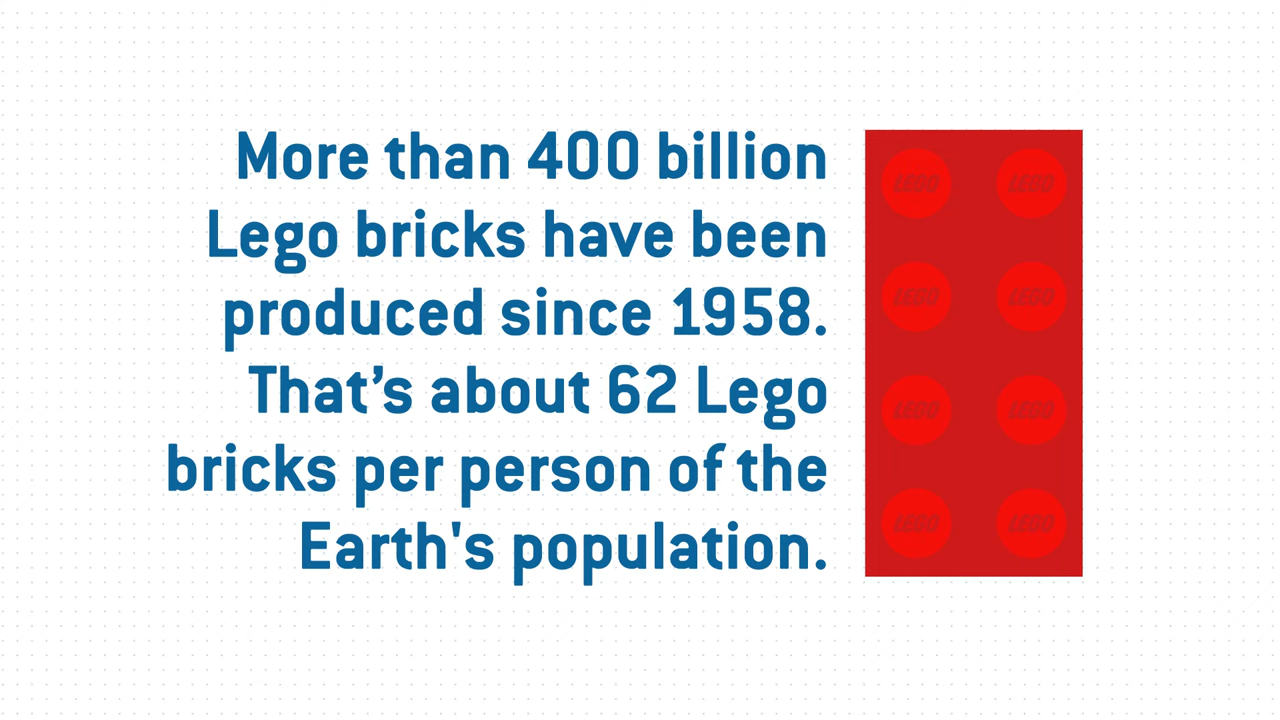 More than 400 billion
Lego bricks have been
produced since 1958.
That’s about 62 Lego
bricks per person of the
Earth's population.
LEGO LEGO
LEGO LEGO
LEGO LEGO
LEGO LEGO